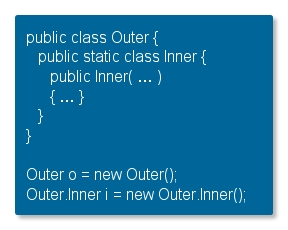 public class Outer {
public static class Inner {
public Inner( ... )
{ ... }
}
}
Outer o = new Outer();
Outer.Inner i = new Outer.Inner();